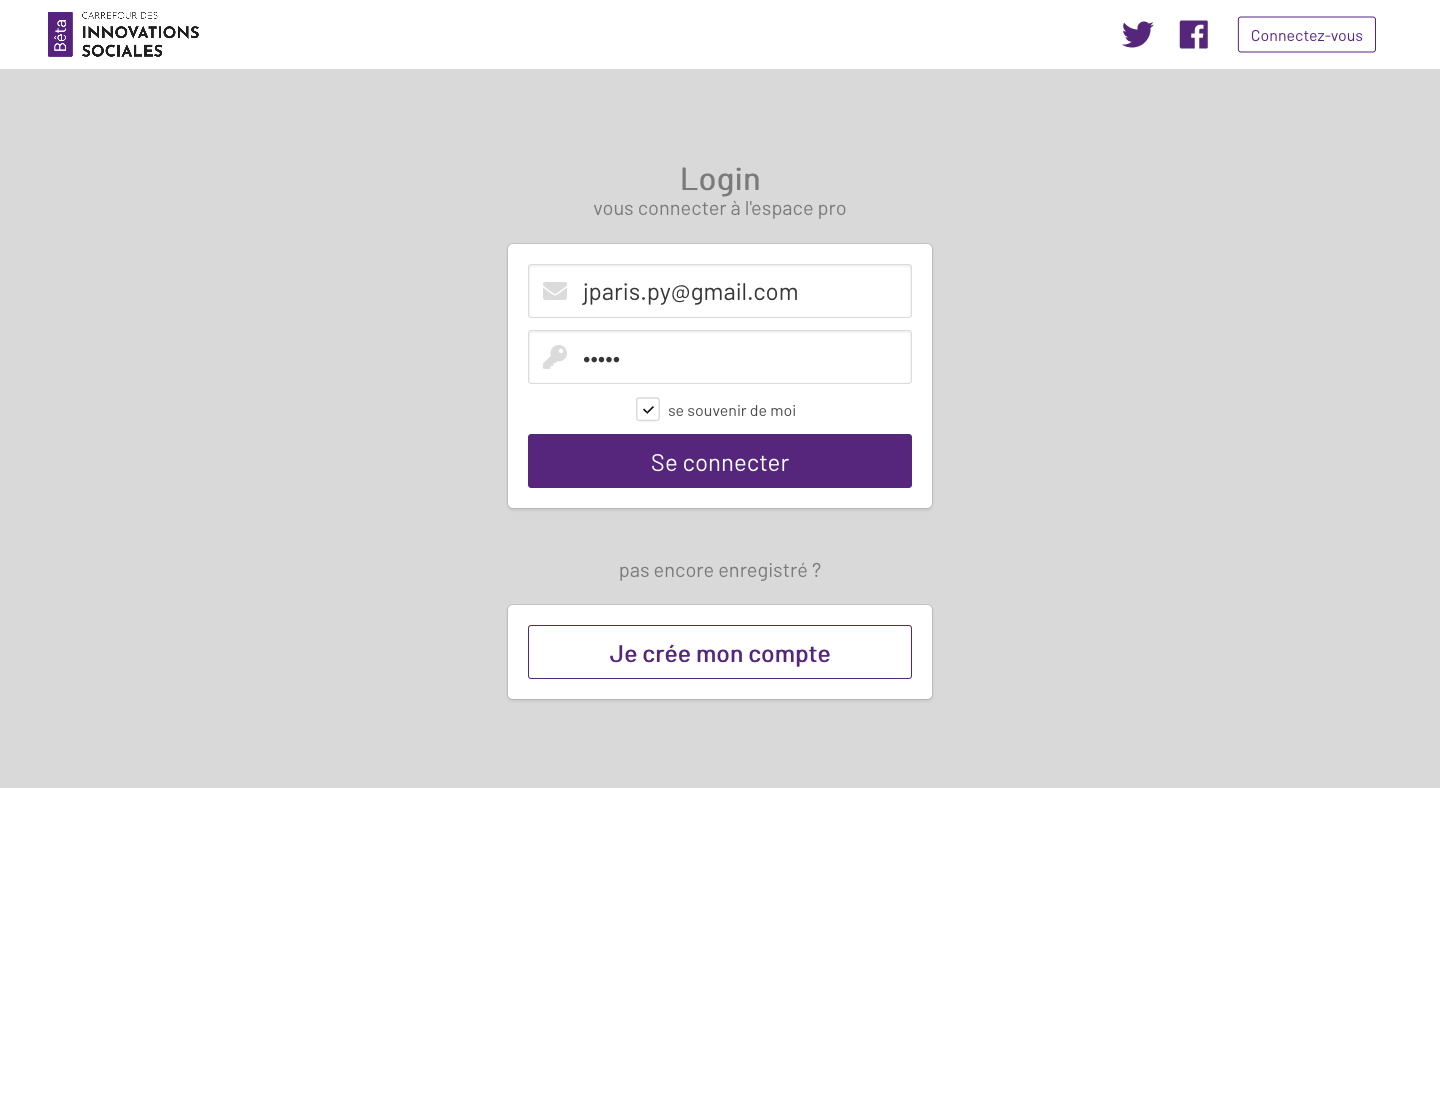 Bêta
CARREFOUR DES
INNOVATIONS
SOCIALES
Connectez-vous
Login
vous connecter à l'espace pro
jparis.py@gmail.com
•••••
se souvenir de moi
Se connecter
pas encore enregistré ?
Je crée mon compte